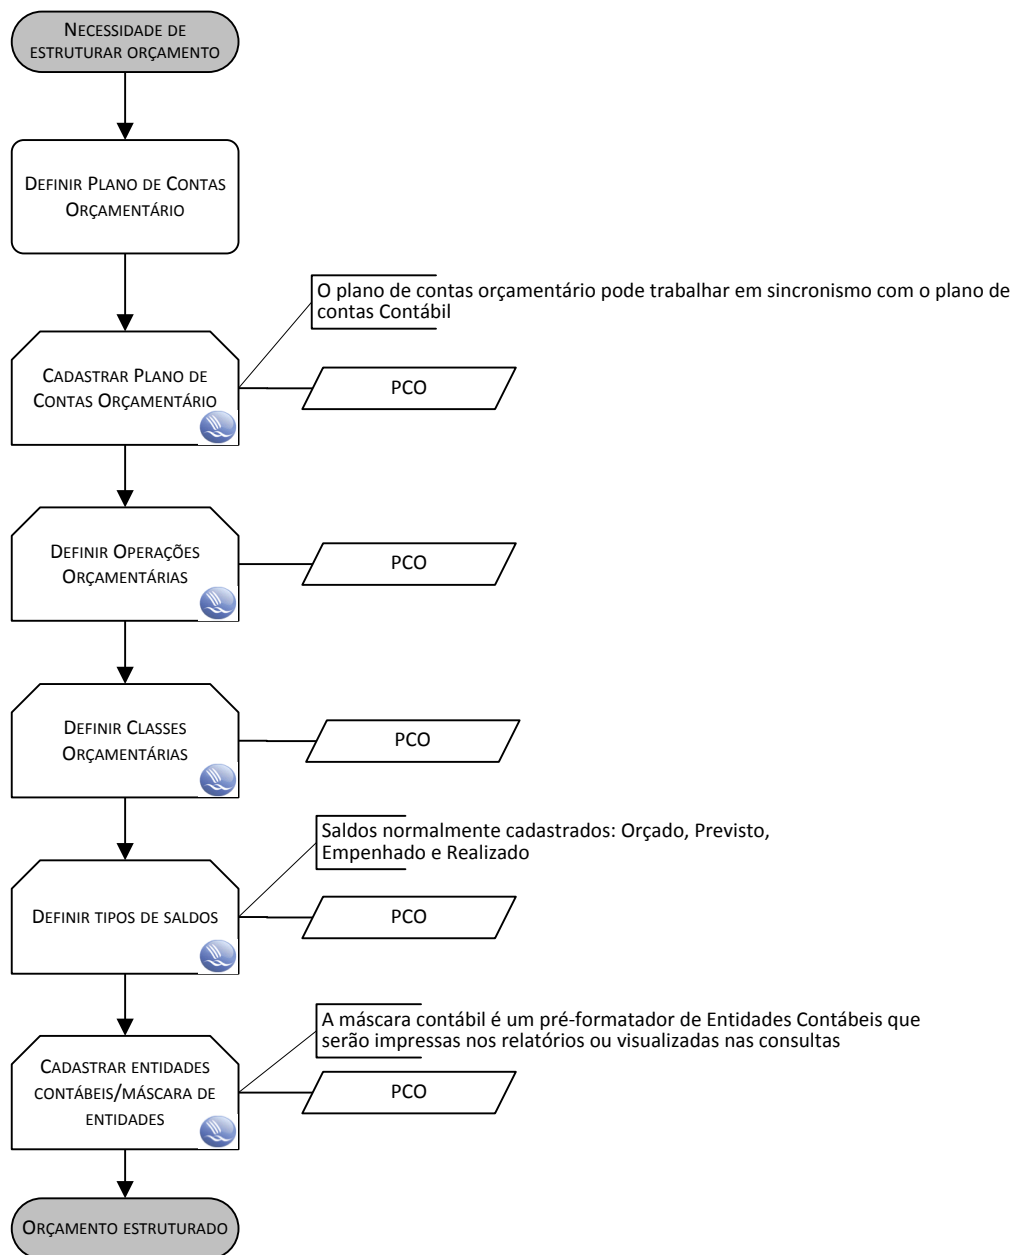 NECESSIDADE DE
ESTRUTURAR ORÇAMENTO
DEFINIR PLANO DE CONTAS
ORÇAMENTÁRIO
O plano de contas orçamentário pode trabalhar em sincronismo com o plano de
contas Contábil
CADASTRAR PLANO DE
CONTAS ORÇAMENTÁRIO
PCO
DEFINIR OPERAÇÕES
ORÇAMENTÁRIAS
PCO
DEFINIR CLASSES
ORÇAMENTÁRIAS
PCO
Saldos normalmente cadastrados: Orçado, Previsto,
Empenhado e Realizado
DEFINIR TIPOS DE SALDOS
PCO
A máscara contábil é um pré-formatador de Entidades Contábeis que
serão impressas nos relatórios ou visualizadas nas consultas
CADASTRAR ENTIDADES
CONTÁBEIS/MÁSCARA DE
ENTIDADES
PCO
ORÇAMENTO ESTRUTURADO